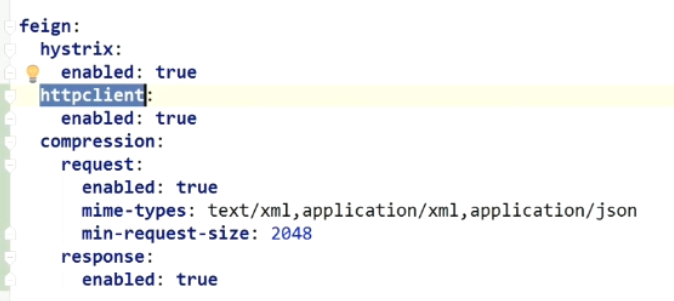 feign:
  hystrix:
    enabled: true
  httpclient:
    enabled: true
  compression:
    request:
      enabled: true
      mime-types: text/xml,application/xml,application/json
      min-request-size: 2048
    response:
      enabled: true